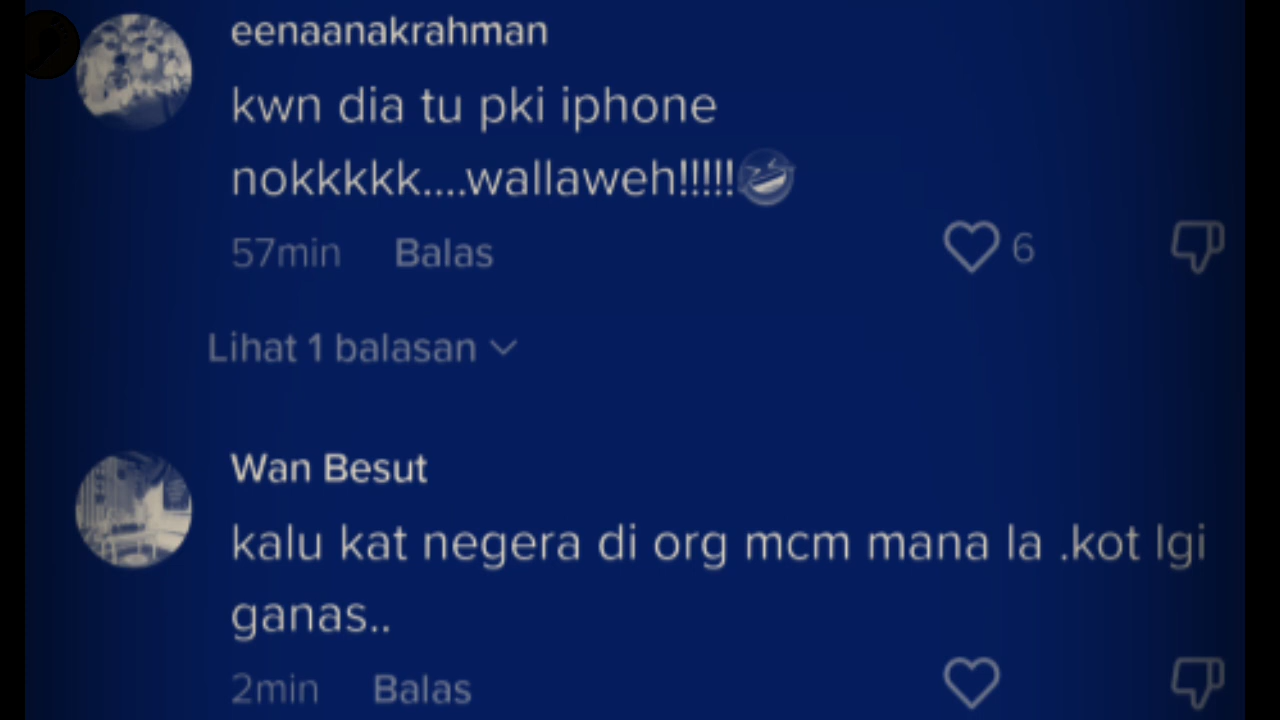 eenaanakrahman
kwn dia tu pki iphone
nokkkkk....wallaweh!!!!!🤣
57min Balas 6
Lihat 1 balasan
Wan Besut
kalu kat negera di org mcm mana la .kot lgi
ganas..
2min Balas